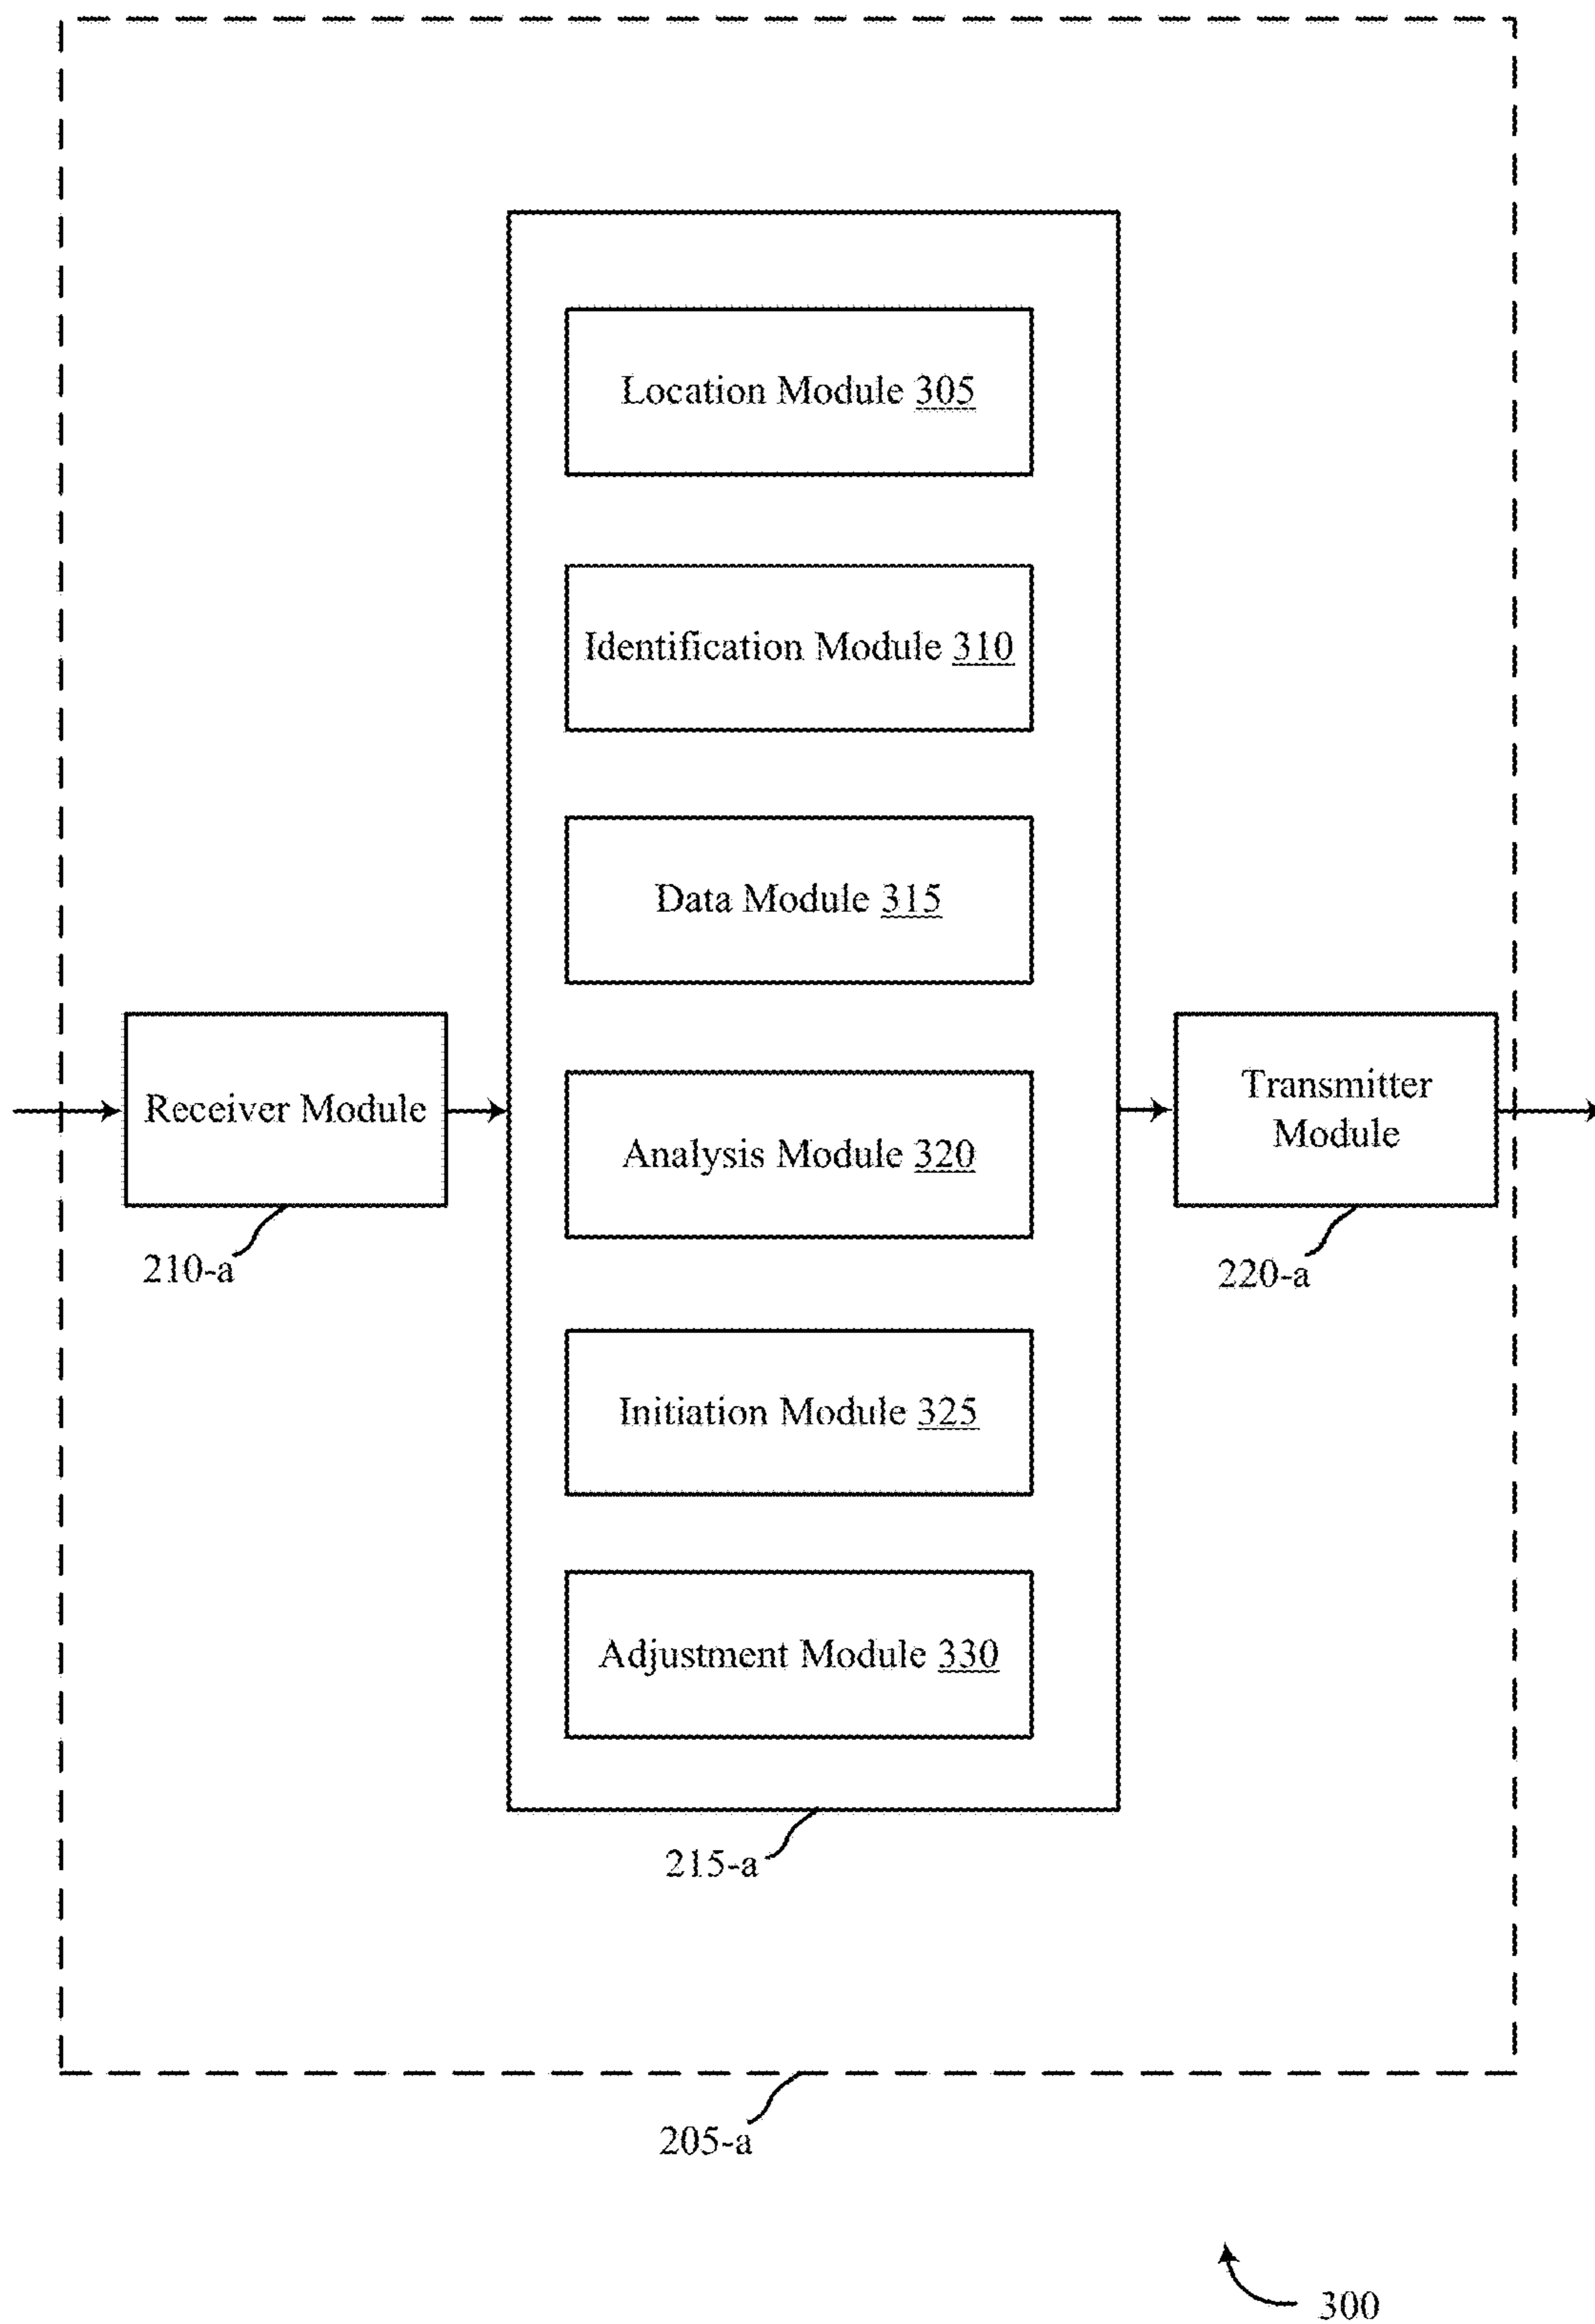 Location Module 305
Identification Module 310
Data Module 315
Receiver Module
Transmitter
Module
Analysis Module 320
210-a
220-a
Initiation Module 325
Adjustment Module 330
215-a
205-a
300